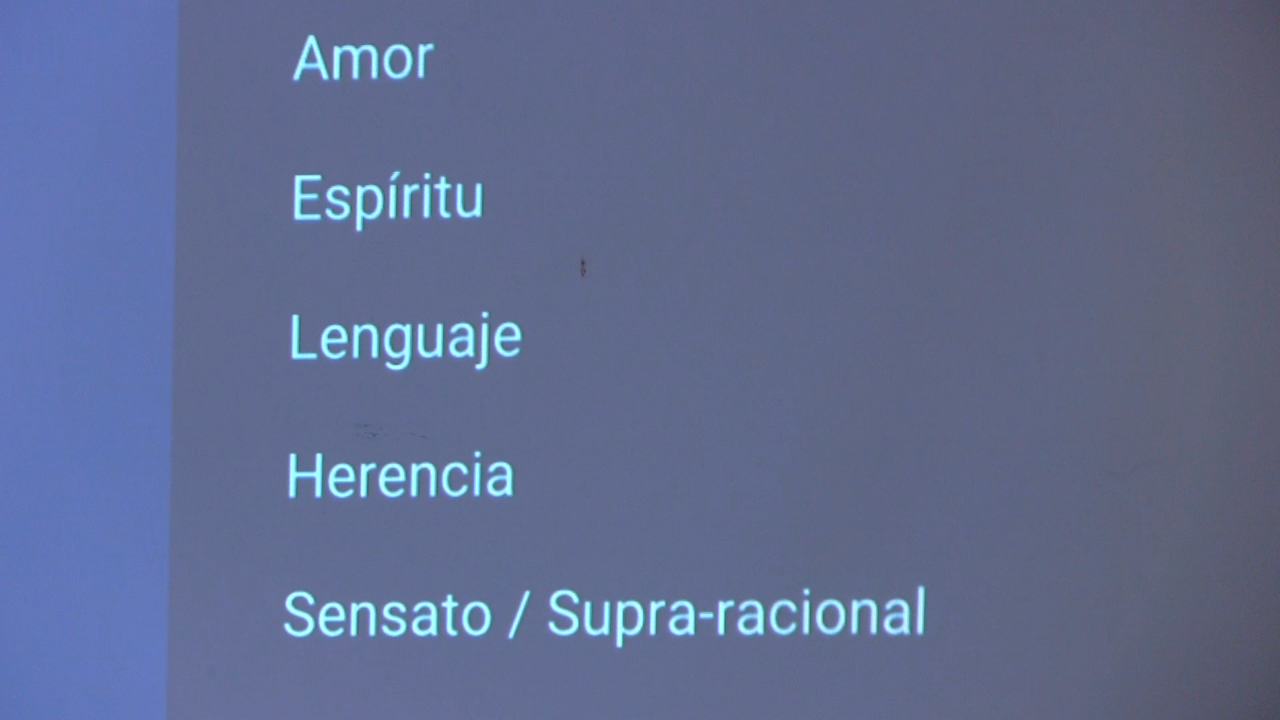 Amor
Espíritu
Lenguaje
Herencia
Sensato / Supra-racional